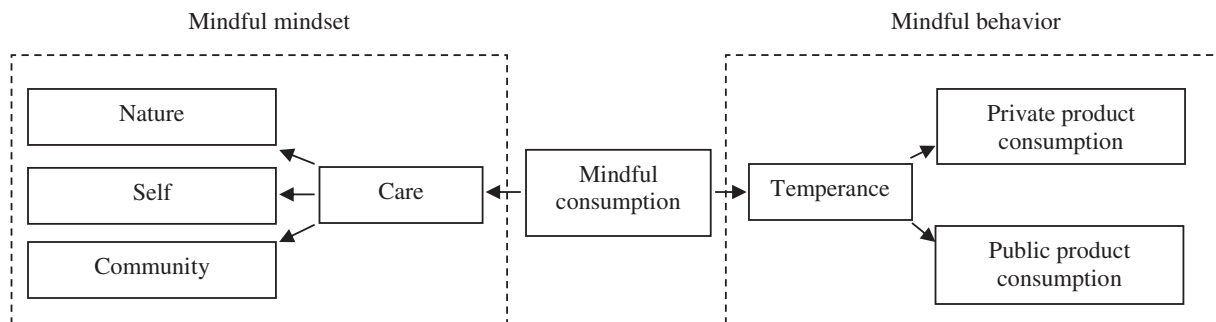 Mindful mindset
Mindful behavior
Nature
Self
Community
Care
Mindful
consumption
Temperance
Private product
consumption
Public product
consumption